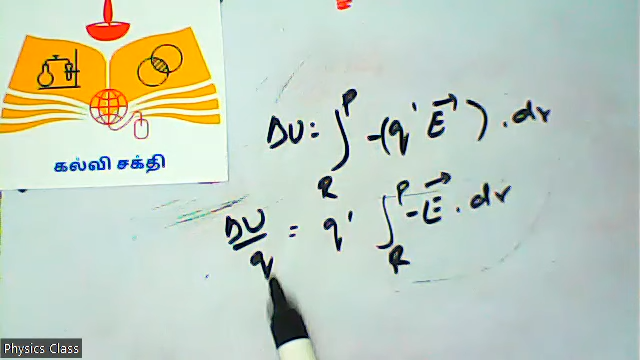 கல்வி சக்தி
ΔU = ∫_R^P -(q' E⃗) . dr
ΔU/q = q' ∫_R^P -E⃗ . dr
Physics Class